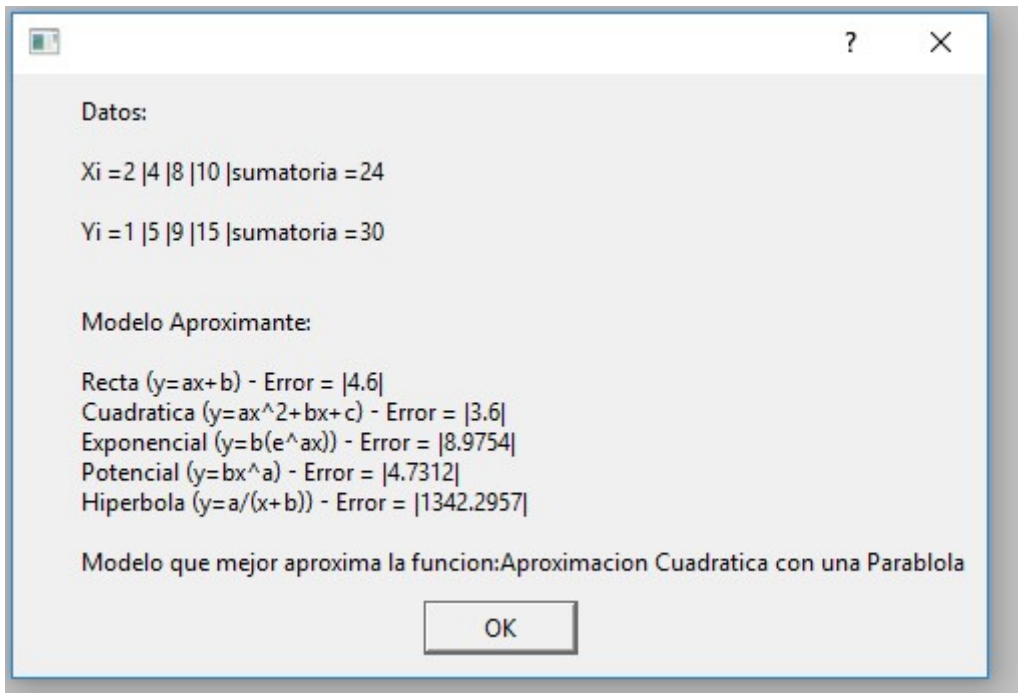 ?
Datos:
Xi =2 |4 |8 |10 |sumatoria =24
Yi =1 |5 |9 |15 |sumatoria =30
Modelo Aproximante:
Recta (y=ax+b) - Error = |4.6|
Cuadratica (y=ax^2+bx+c) - Error = |3.6|
Exponencial (y=b(e^ax)) - Error = |8.9754|
Potencial (y=bx^a) - Error = |4.7312|
Hiperbola (y=a/(x+b)) - Error = |1342.2957|
Modelo que mejor aproxima la funcion:Aproximacion Cuadratica con una Parablola
OK